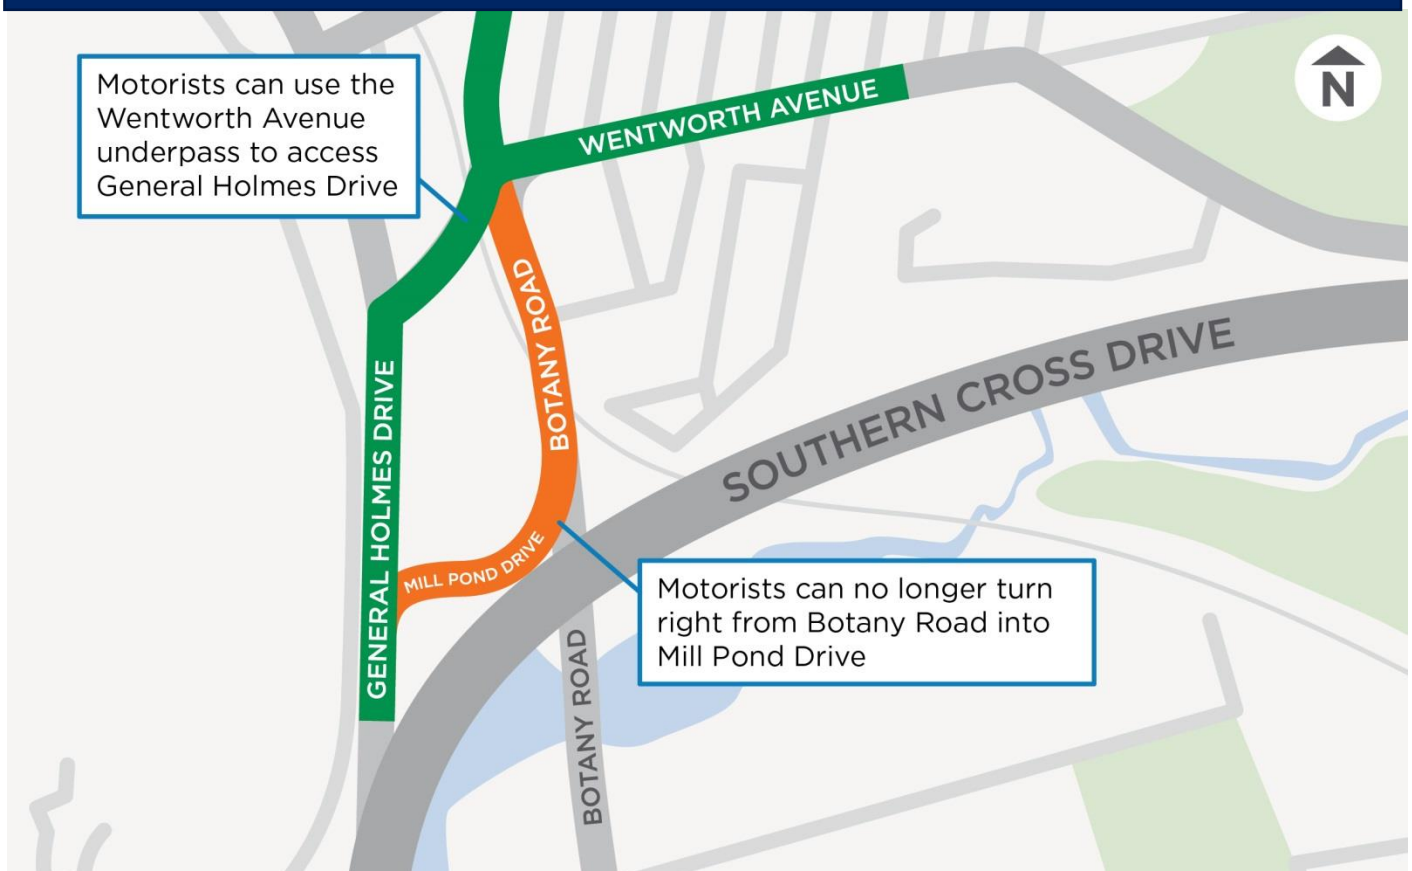 Motorists can use the
Wentworth Avenue
underpass to access
General Holmes Drive
WENTWORTH AVENUE
N
BOTANY ROAD
GENERAL HOLMES DRIVE
SOUTHERN CROSS DRIVE
MILL POND DRIVE
Motorists can no longer turn
right from Botany Road into
Mill Pond Drive
BOTANY ROAD